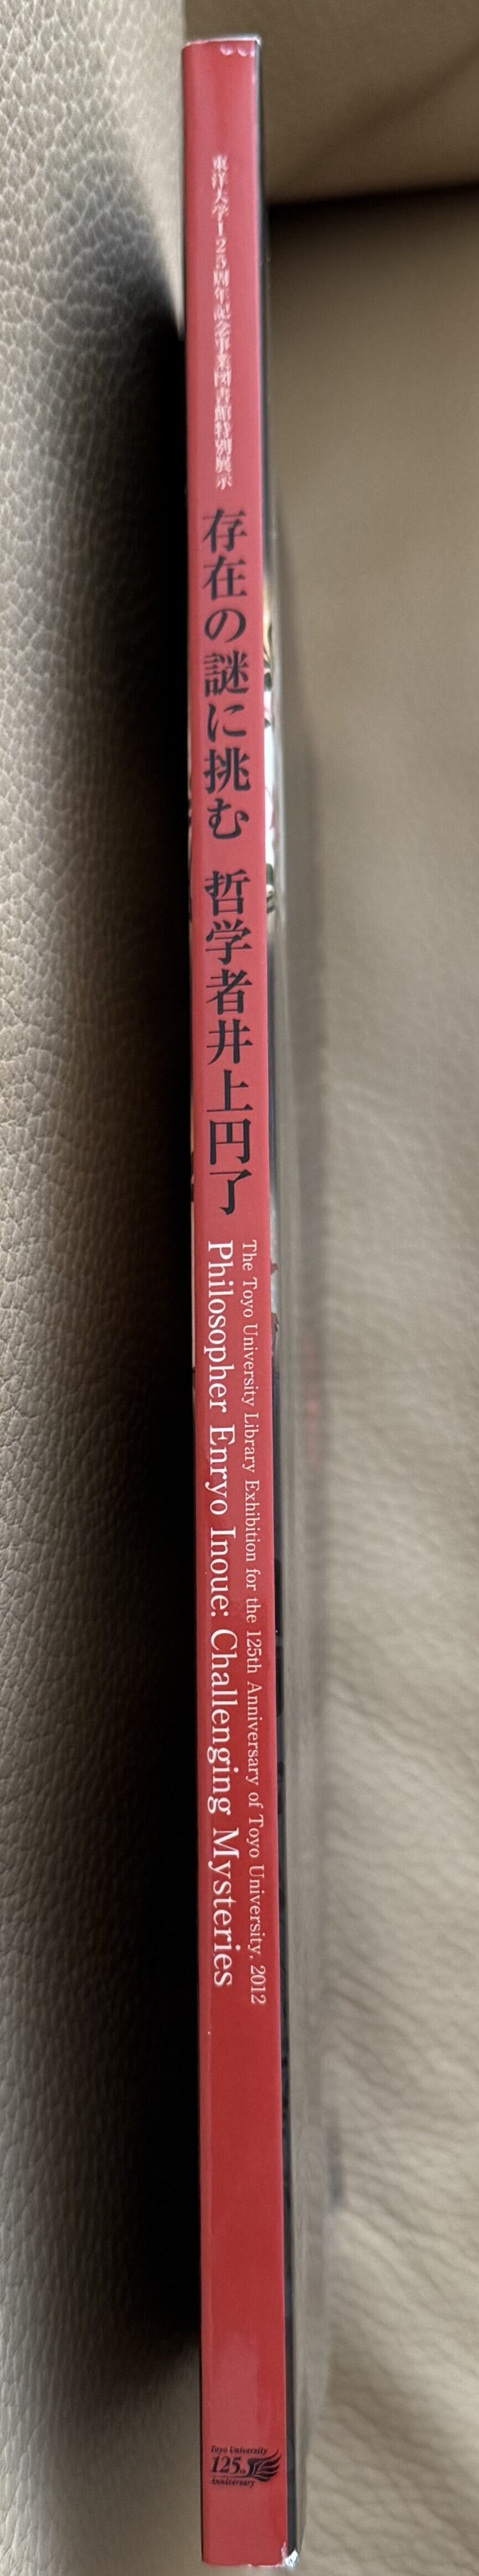 東洋大学125周年記念事業図書館特別展示
存在の謎に挑む 哲学者井上円了
The Toyo University Library Exhibition for the 125th Anniversary of Toyo University, 2012
Philosopher Enryo Inoue: Challenging Mysteries
Toyo University
125th
Anniversary